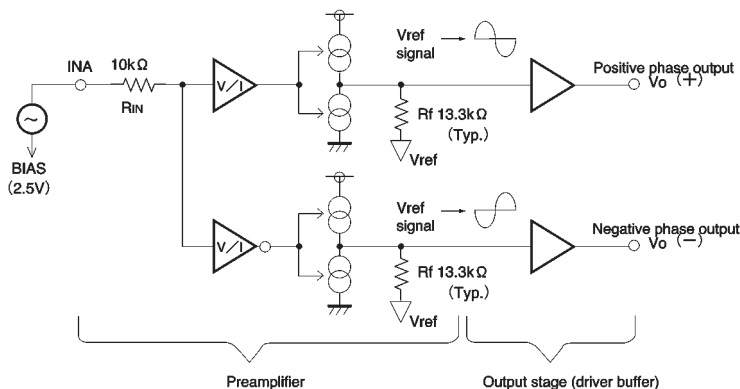 Vref
signal
Positive phase output
Vo (+)
INA
10kΩ
RIN
V/I
Rf 13.3kΩ
(Typ.)
Vref
~
BIAS
(2.5V)
Vref
signal
Negative phase output
Vo (−)
V/I
Rf 13.3kΩ
(Typ.)
Vref
Preamplifier
Output stage (driver buffer)